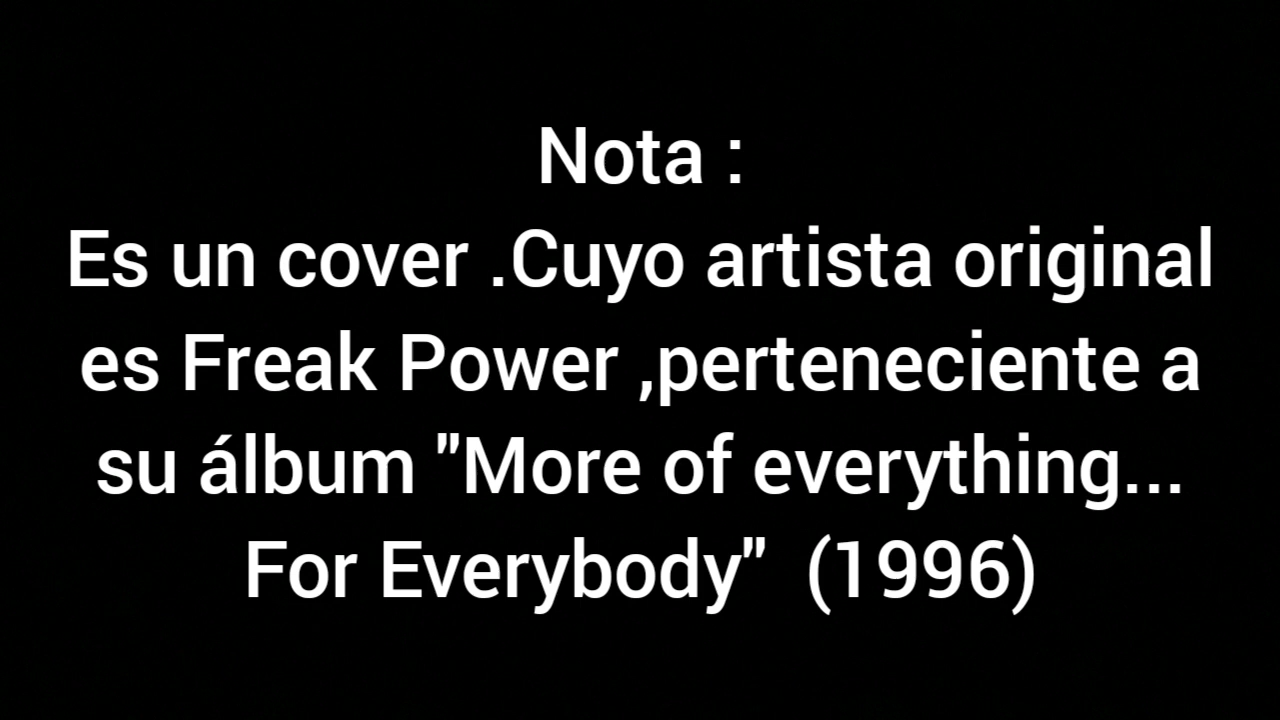 Nota :
Es un cover .Cuyo artista original
es Freak Power ,perteneciente a
su álbum "More of everything...
For Everybody"  (1996)